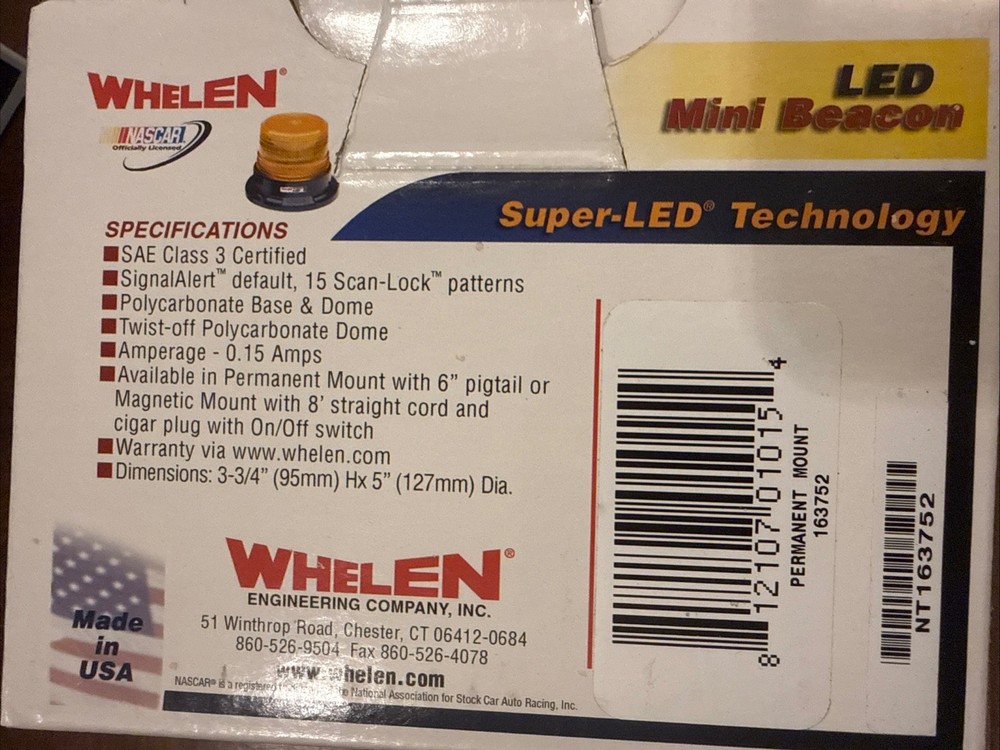 WHELEN®
NASCAR®
Officially Licensed
LED
Mini Beacon
Super-LED® Technology
SPECIFICATIONS
■SAE Class 3 Certified
■SignalAlert™ default, 15 Scan-Lock™ patterns
■Polycarbonate Base & Dome
■Twist-off Polycarbonate Dome
■Amperage - 0.15 Amps
■Available in Permanent Mount with 6” pigtail or
Magnetic Mount with 8’ straight cord and
cigar plug with On/Off switch
■Warranty via www.whelen.com
■Dimensions: 3-3/4” (95mm) Hx 5” (127mm) Dia.
8 12107 01015 4
PERMANENT MOUNT
163752
NT163752
Made
in
USA
WHELEN®
ENGINEERING COMPANY, INC.
51 Winthrop Road, Chester, CT 06412-0684
860-526-9504 Fax 860-526-4078
www.whelen.com
NASCAR® is a registered National Association for Stock Car Auto Racing, Inc.